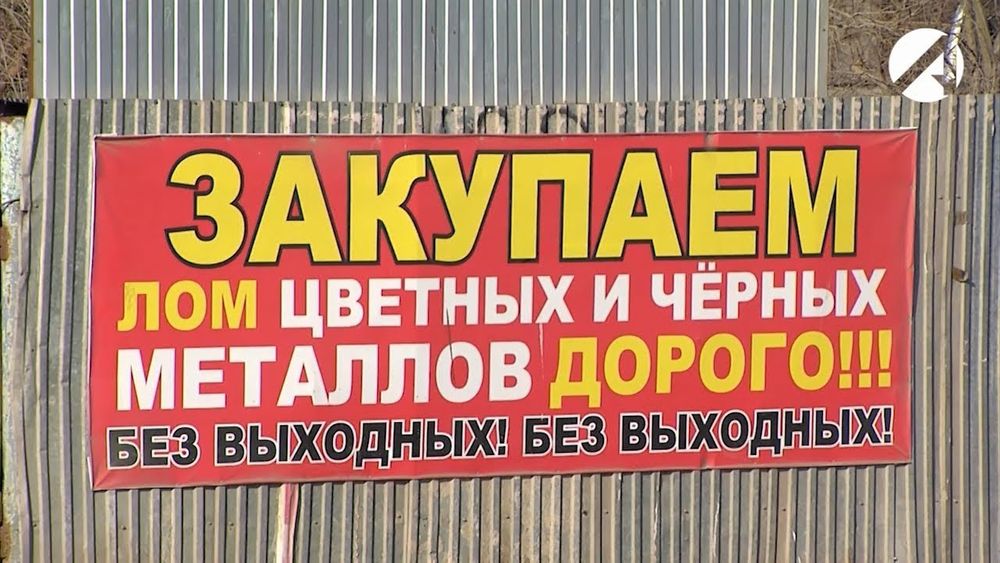 ЗАКУПАЕМ
ЛОМ ЦВЕТНЫХ И ЧЁРНЫХ
МЕТАЛЛОВ ДОРОГО!!!
БЕЗ ВЫХОДНЫХ! БЕЗ ВЫХОДНЫХ!